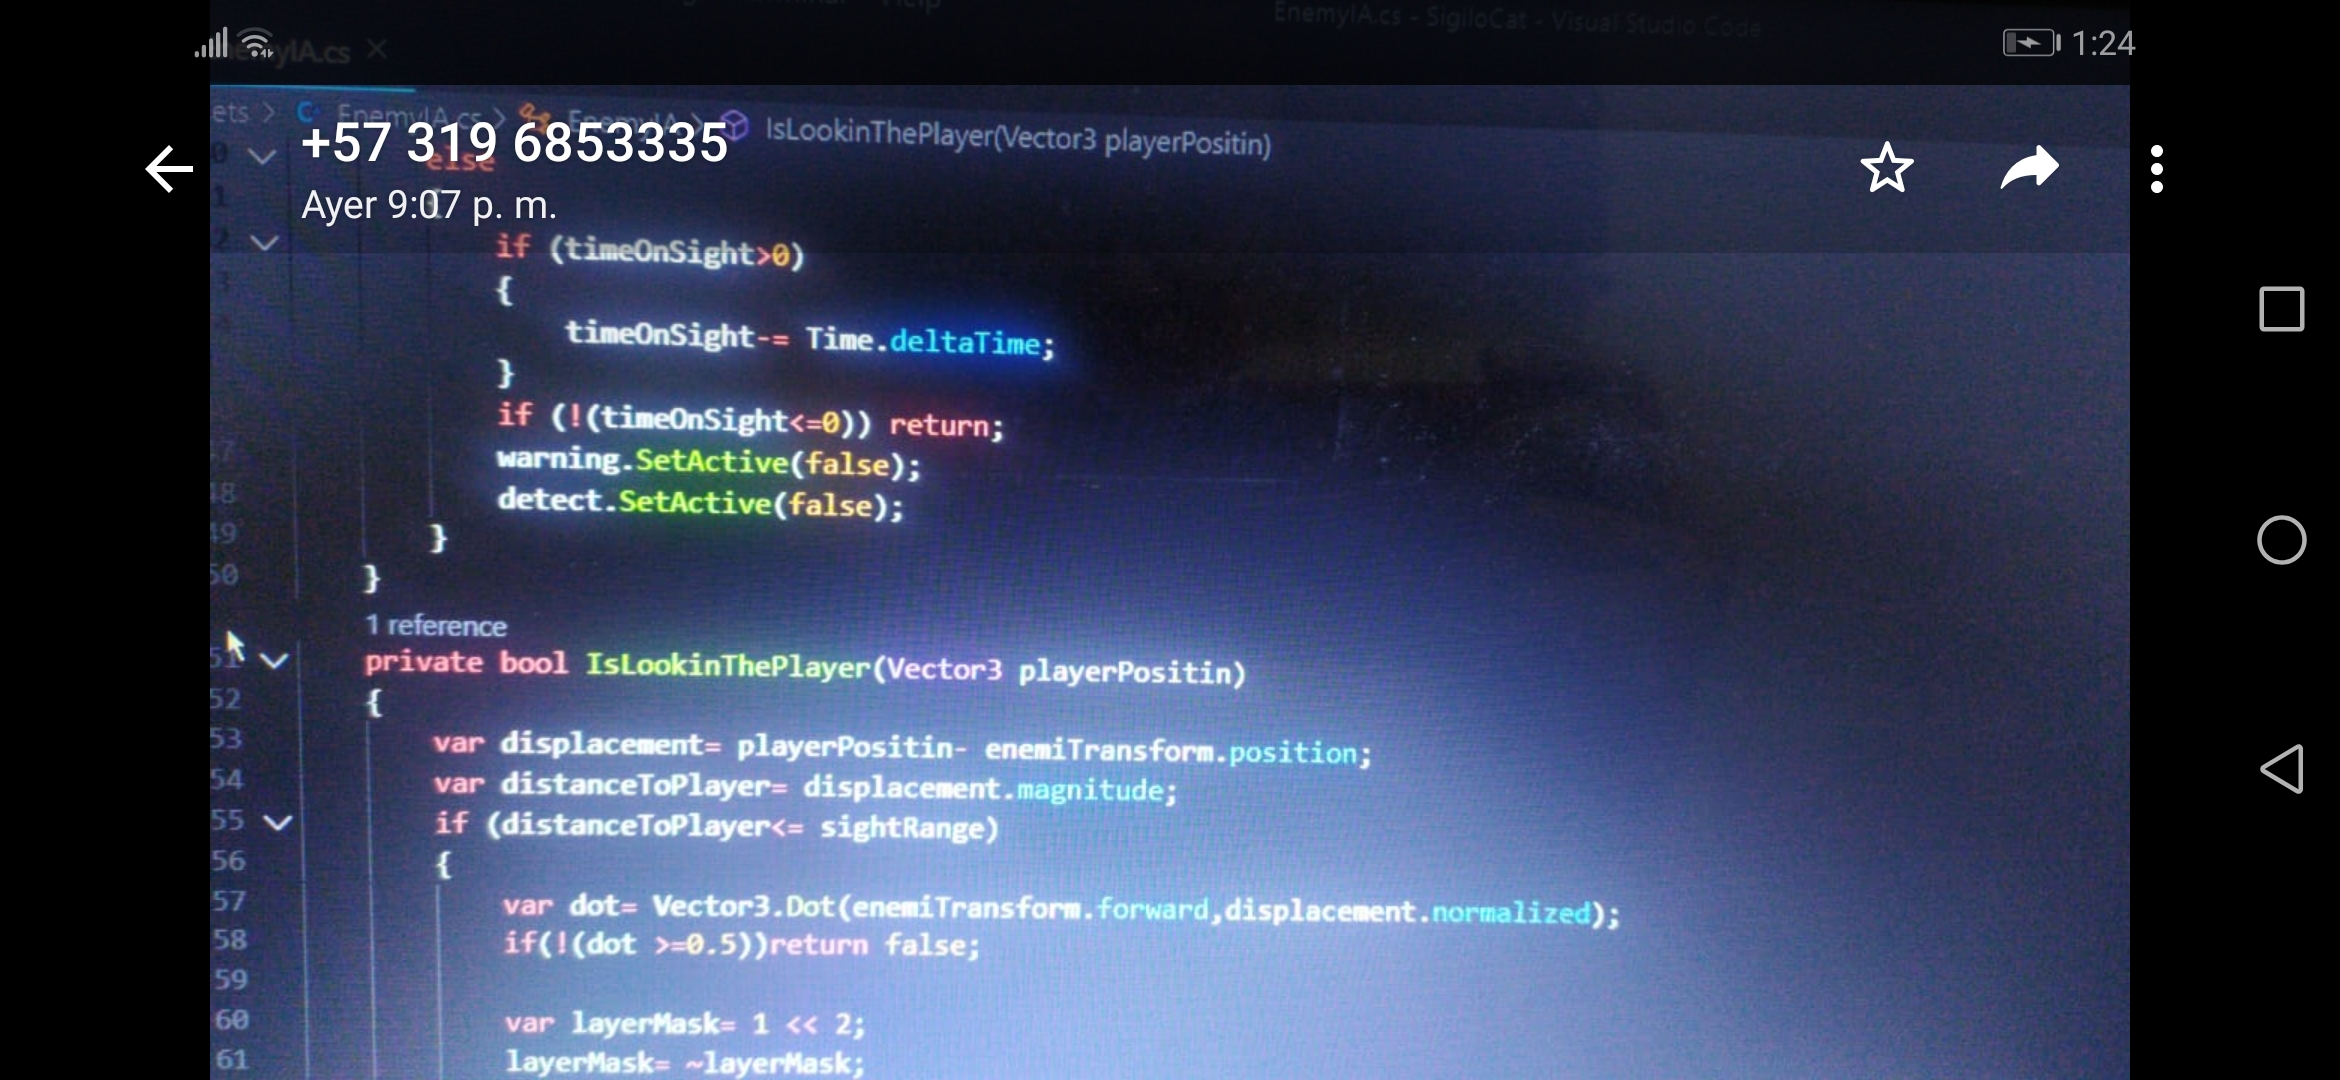 EnemyIA.cs - SigiloCat - Visual Studio Code
1:24
ets > EnemyIA.cs > EnemyIA > IsLookinThePlayer(Vector3 playerPositin)
+57 319 6853335
else
Ayer 9:07 p. m.
{
if (timeOnSight>0)
{
timeOnSight-= Time.deltaTime;
}
if (!(timeOnSight<=0)) return;
warning.SetActive(false);
48 detect.SetActive(false);
49 }
50 }
1 reference
51 private bool IsLookinThePlayer(Vector3 playerPositin)
52 {
53 var displacement= playerPositin- enemiTransform.position;
54 var distanceToPlayer= displacement.magnitude;
55 if (distanceToPlayer<= sightRange)
56 {
57 var dot= Vector3.Dot(enemiTransform.forward,displacement.normalized);
58 if(!(dot >=0.5))return false;
59
60 var layerMask= 1 << 2;
61 layerMask= ~layerMask;